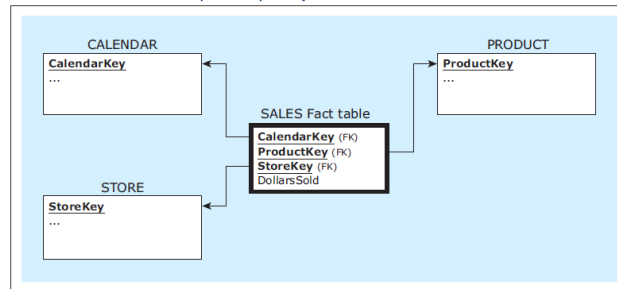 CALENDAR
CalendarKey
...
PRODUCT
ProductKey
...
SALES Fact table
CalendarKey (FK)
ProductKey (FK)
StoreKey (FK)
DollarsSold
STORE
StoreKey
...